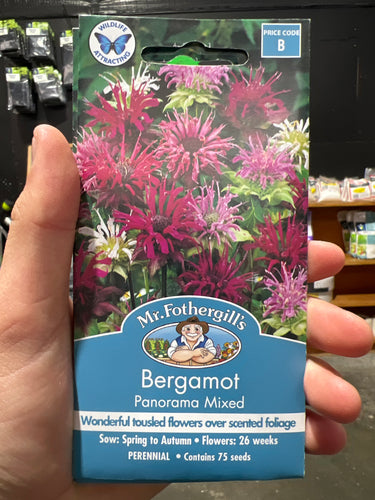 WILDLIFE
ATTRACTING
PRICE CODE
B
Mr. Fothergill's
Bergamot
Panorama Mixed
Wonderful tousled flowers over scented foliage
Sow: Spring to Autumn • Flowers: 26 weeks
PERENNIAL • Contains 75 seeds